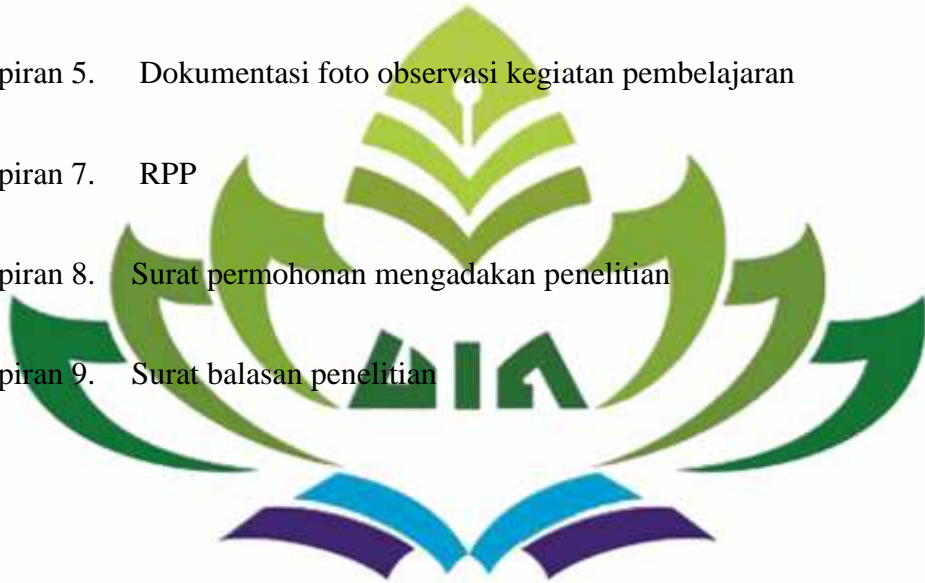 piran 5. Dokumentasi foto observasi kegiatan pembelajaran
piran 7. RPP
piran 8. Surat permohonan mengadakan penelitian
piran 9. Surat balasan penelitian